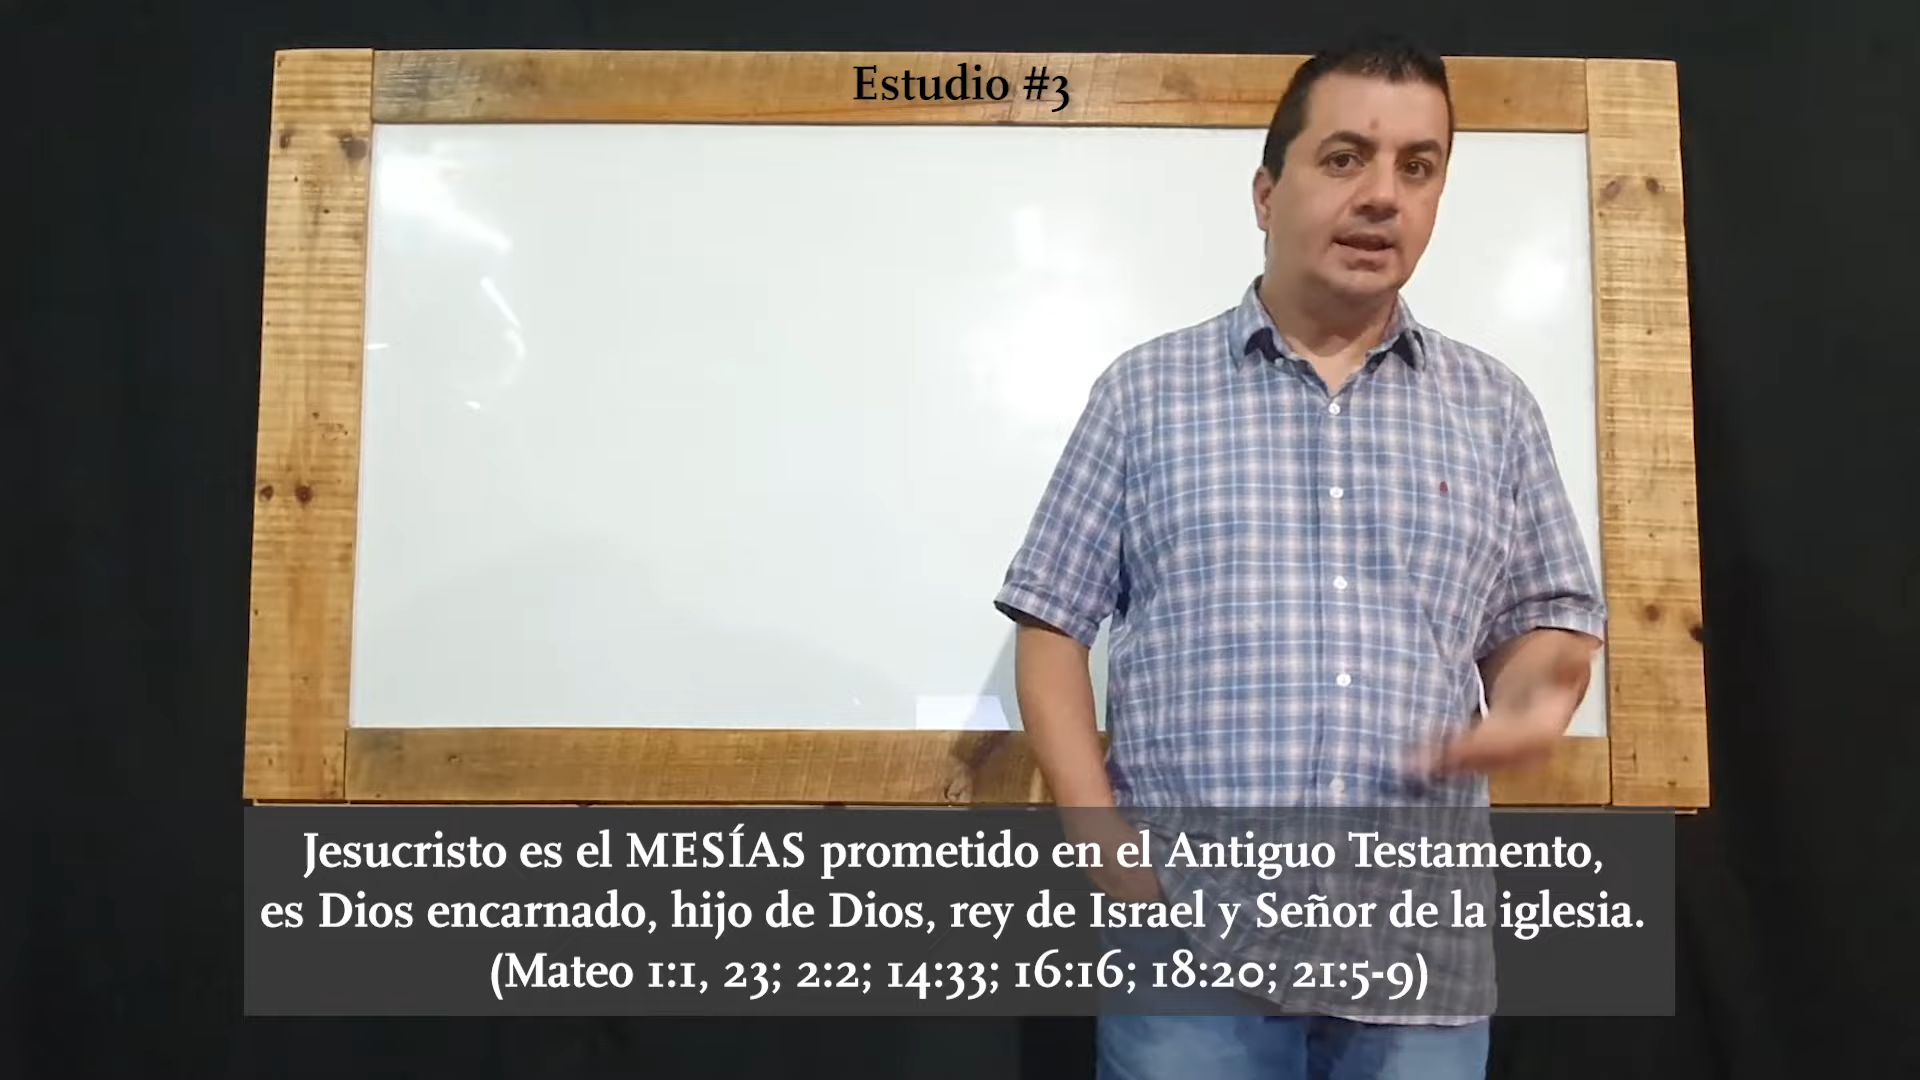 Estudio #3
Jesucristo es el MESÍAS prometido en el Antiguo Testamento,
es Dios encarnado, hijo de Dios, rey de Israel y Señor de la iglesia.
(Mateo 1:1, 23; 2:2; 14:33; 16:16; 18:20; 21:5-9)